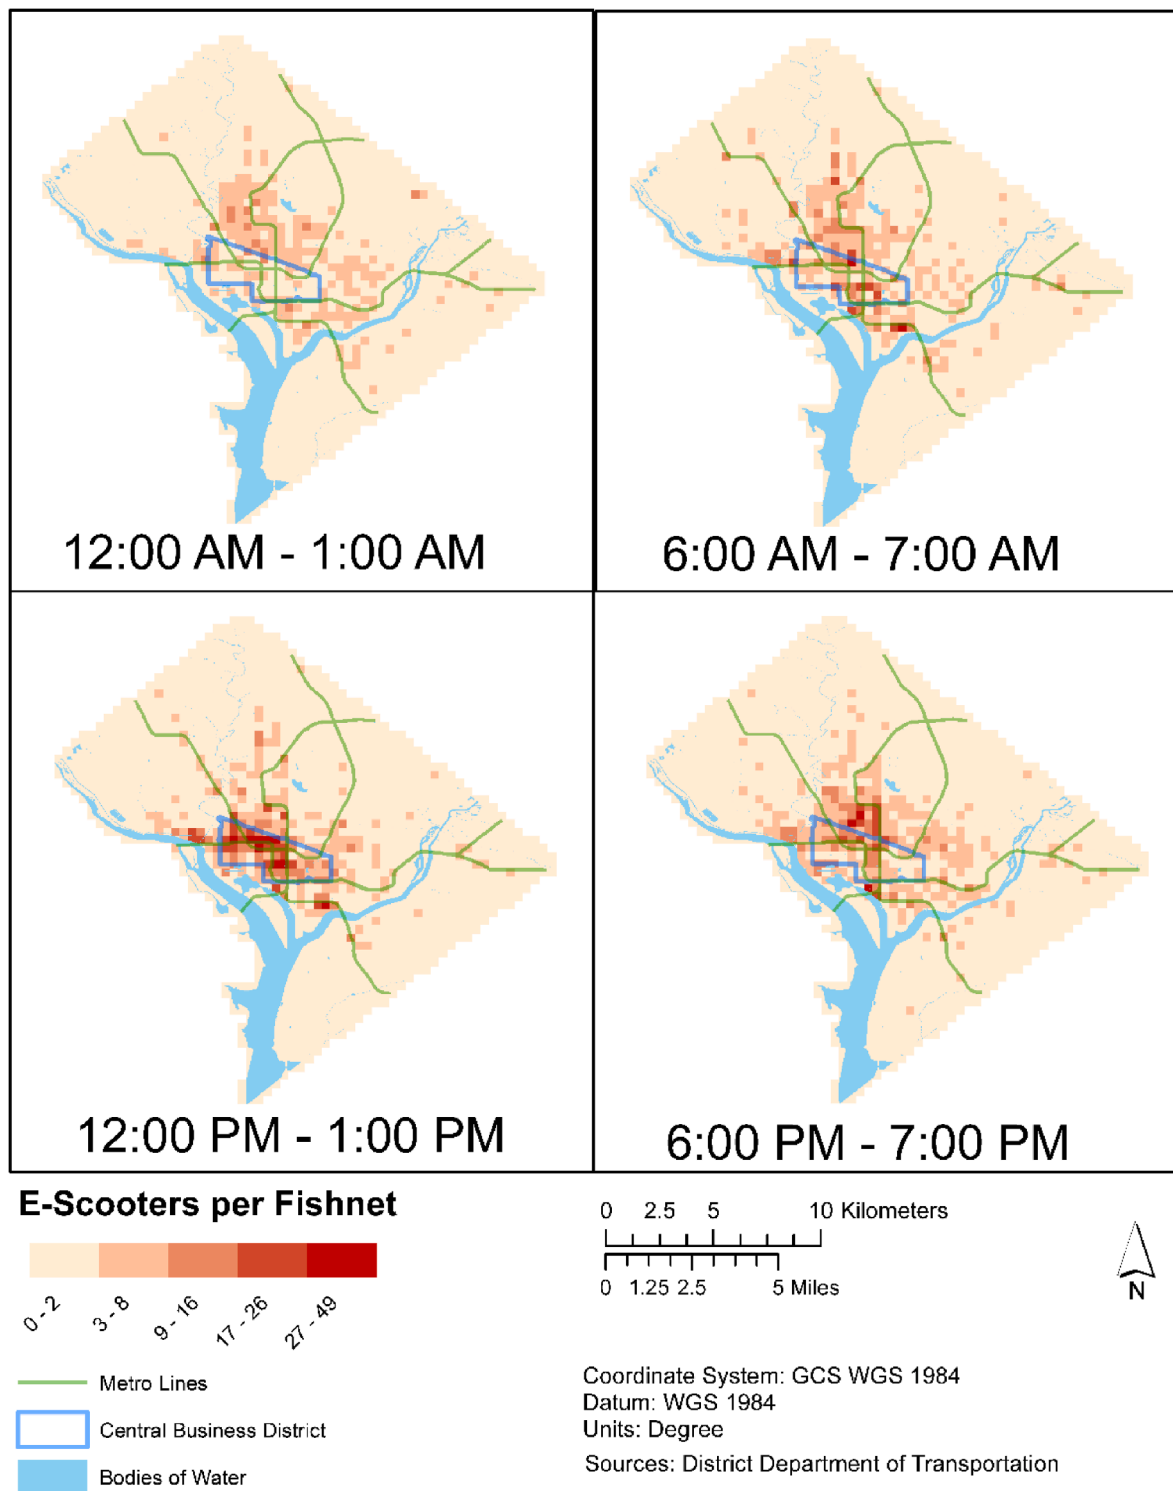 12:00 AM - 1:00 AM
6:00 AM - 7:00 AM
12:00 PM - 1:00 PM
6:00 PM - 7:00 PM
E-Scooters per Fishnet
0 - 2
3 - 8
9 - 16
17 - 26
27 - 49
Metro Lines
Central Business District
Bodies of Water
0 2.5 5 10 Kilometers
0 1.25 2.5 5 Miles
N
Coordinate System: GCS WGS 1984
Datum: WGS 1984
Units: Degree
Sources: District Department of Transportation